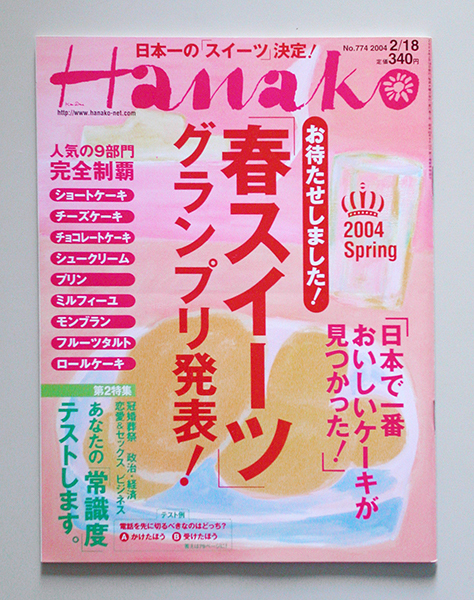 日本一の「スイーツ」決定!
No.774 2004 2/18
定価340円
Hanako
http://www.hanako-net.com
お待たせしました!
「春スイーツ」
グランプリ発表!
2004
Spring
人気の9部門
完全制覇
ショートケーキ
チーズケーキ
チョコレートケーキ
シュークリーム
プリン
ミルフィーユ
モンブラン
フルーツタルト
ロールケーキ
「日本で一番
おいしいケーキが
見つかった!」
第2特集
冠婚葬祭 政治・経済
恋愛&セックス ビジネス
あなたの「常識度」
テストします。
テスト例
電話を先に切るべきなのはどっち?
A かけたほう B 受けたほう